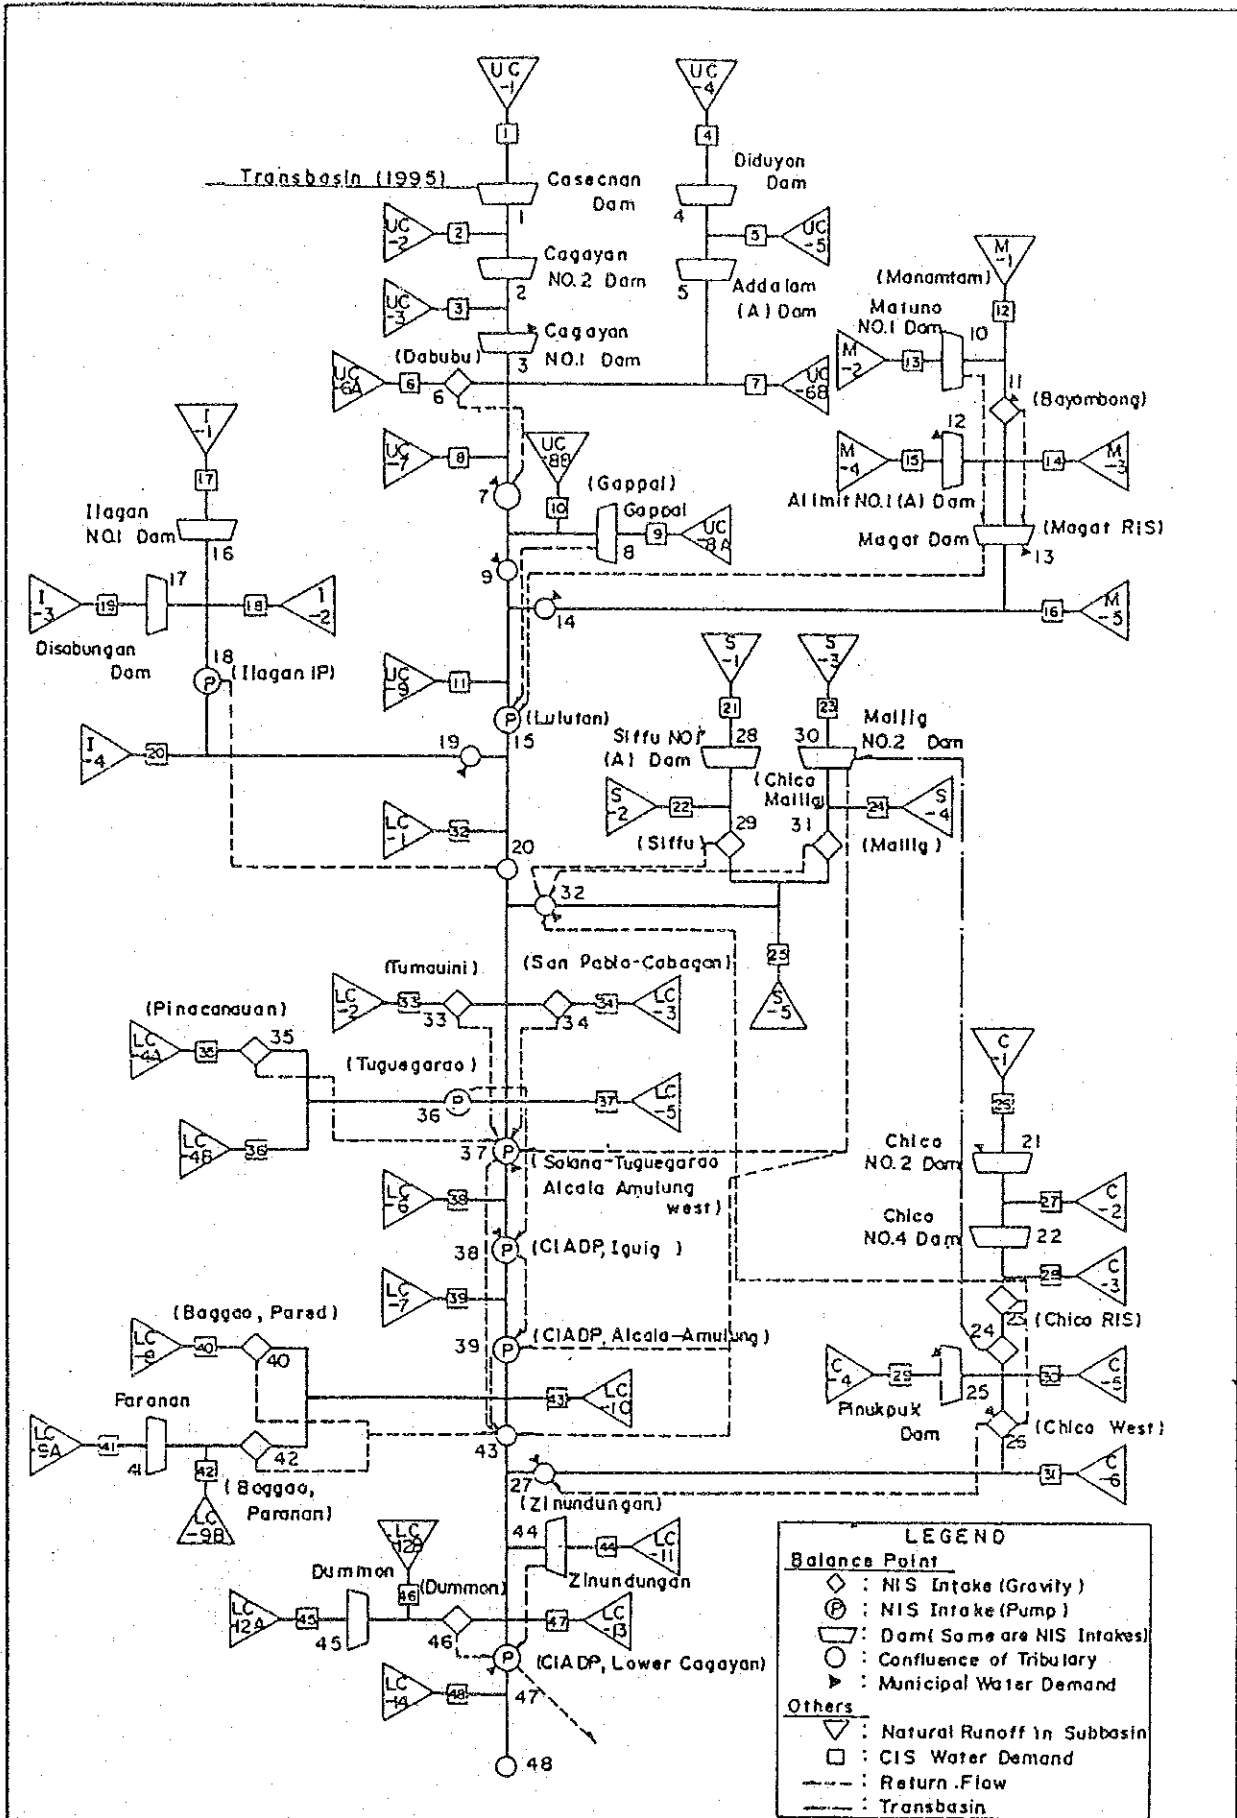 UC
-1
UC
-4
1
4
Transbasin (1995)
Casecnan
Dam
1
Diduyon
Dam
4
UC
-2
2
5
UC
-5
Cagayan
NO.2 Dam
2
Addalam
(A) Dam
5
M
-1
(Manamtam)
UC
-3
3
Cagayan
NO.1 Dam
3
Matuno
NO.1 Dam
10
12
(Dabubu)
UC
-6A
6
6
7
UC
-6B
M
-2
13
11
(Bayombong)
I
-1
UC
-7
8
UC
-8B
12
M
-4
15
14
M
-3
17
7
10
(Gappal)
Gappal
Alimit NO.1 (A) Dam
Ilagan
NO.1 Dam
16
9
UC
-8A
8
Magat Dam
(Magat RIS)
13
9
17
I
-3
19
18
I
-2
14
16
M
-5
Disabungan
Dam
18
(Ilagan IP)
P
UC
-9
11
S
-1
S
-3
21
23
P
(Lulutan)
15
I
-4
20
19
Siffu NO.1
(A) Dam
28
30
Mallig
NO.2 Dam
(Chico
Mallig)
S
-2
22
24
S
-4
LC
-1
32
20
29
(Siffu)
31
(Mallig)
32
25
S
-5
(Tumauini)
(San Pablo-Cabagan)
LC
-2
33
33
34
34
LC
-3
(Pinacanauan)
LC
-4A
35
35
C
-1
(Tuguegarao)
P
36
37
LC
-5
26
LC
-4B
36
37
P
(Solana-Tuguegarao
Alcala Amulung
west)
Chico
NO.2 Dam
21
LC
-6
38
27
C
-2
Chico
NO.4 Dam
22
38
P
(CIADP, Iguig )
28
C
-3
LC
-7
39
23
(Chico RIS)
(Baggao, Pared)
LC
-8
40
40
39
P
(CIADP, Alcala-Amulung)
24
C
-4
29
25
30
C
-5
Pinukpuk
Dam
Paranan
43
LC
-10
LC
-9A
41
41
42
42
43
26
(Chico West)
(Baggao,
Paranan)
LC
-9B
27
31
C
-6
(Zinundungan)
44
44
LC
-11
Zinundungan
LC
-12B
Dummon
46
(Dummon)
LC
-12A
45
45
46
47
LC
-13
P
(CIADP, Lower Cagayan)
47
LC
-14
48
48
LEGEND
Balance Point
: NIS Intake (Gravity)
P : NIS Intake (Pump)
: Dam (Some are NIS Intakes)
: Confluence of Tributary
: Municipal Water Demand
Others
: Natural Runoff in Subbasin
: CIS Water Demand
: Return Flow
: Transbasin